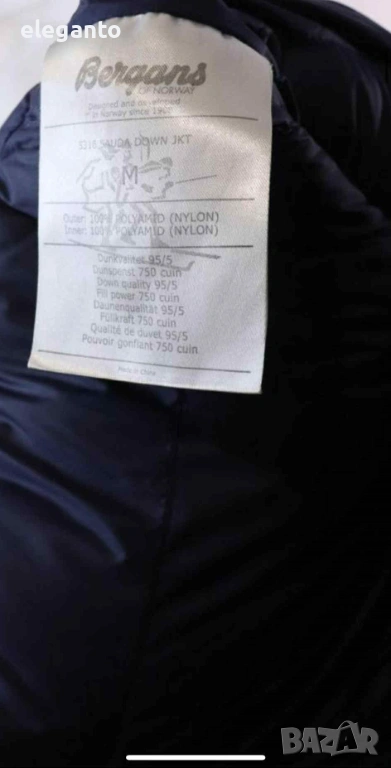 eleganto
Bergans
OF NORWAY
Designed and developed
in Norway since 1908
SAUDA DOWN JKT
M
Outer: 100% POLYAMID (NYLON)
Inner: 100% POLYAMID (NYLON)
Dunkvalitet 95/5
Dunspenst 750 cuin
Down quality 95/5
Fill power 750 cuin
Daunenqualität 95/5
Füllkraft 750 cuin
Qualité de duvet 95/5
Pouvoir gonflant 750 cuin
Made in China
BAZAR.BG